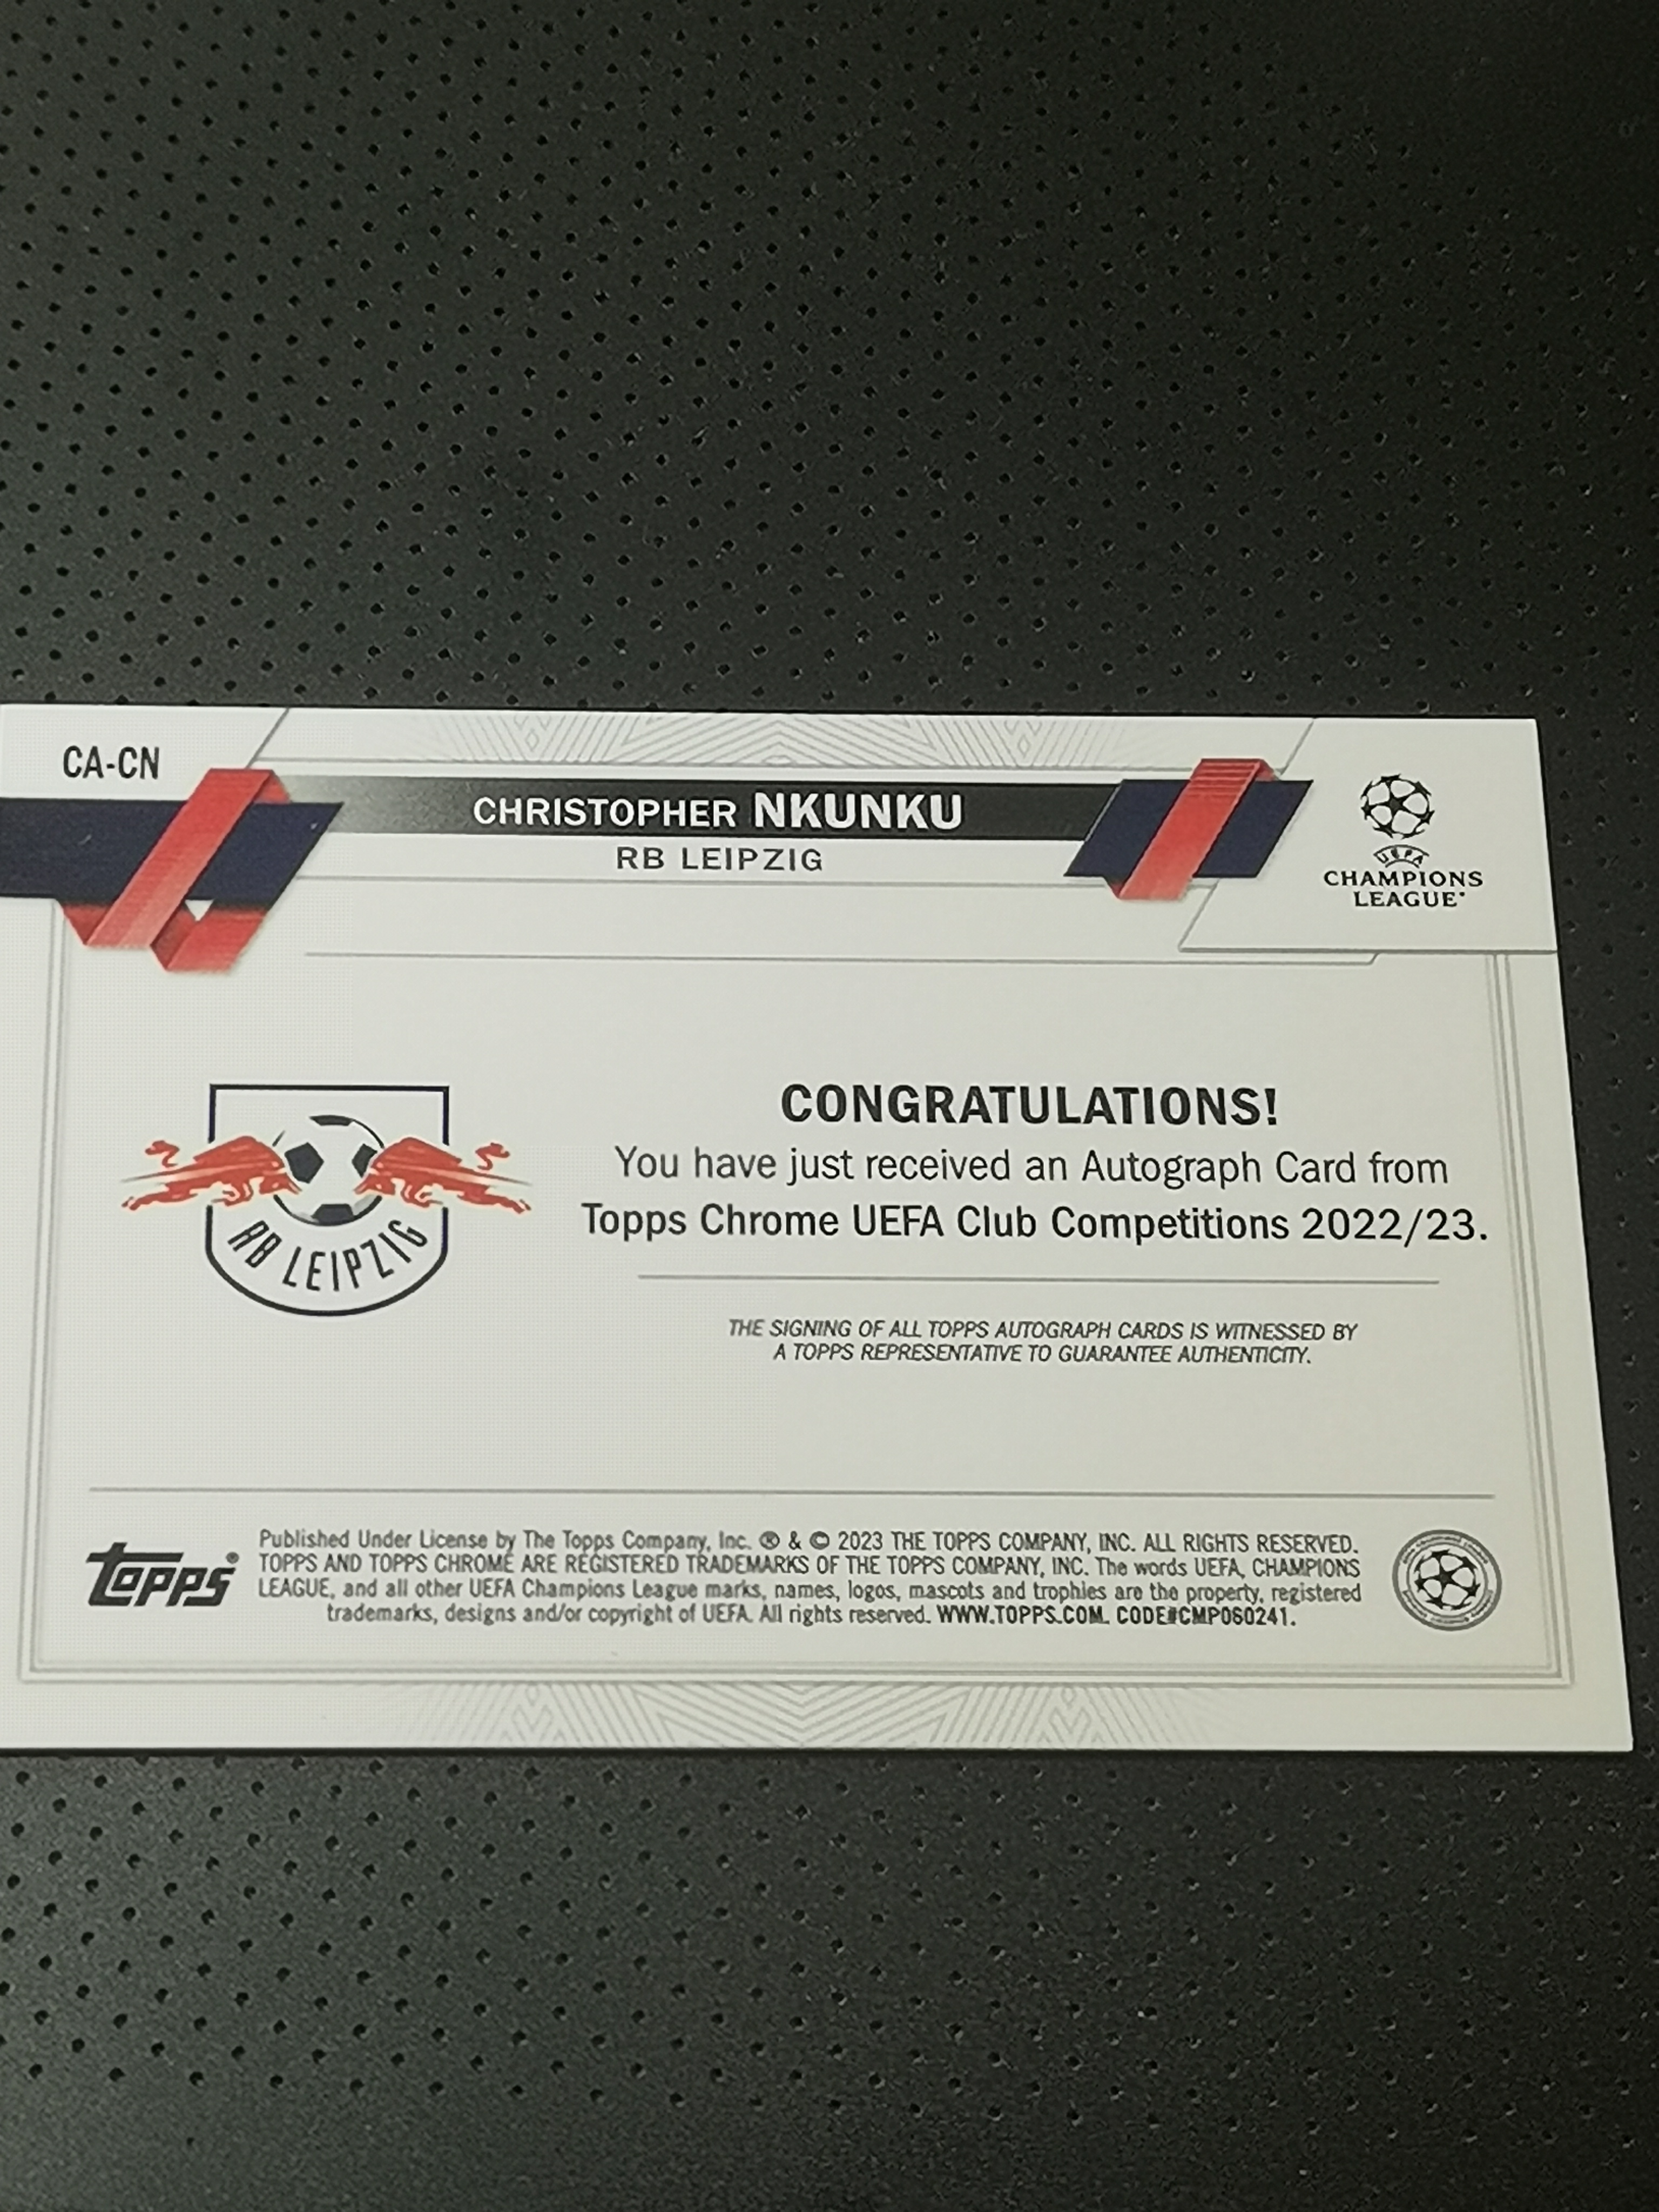 CA-CN
CHRISTOPHER NKUNKU
RB LEIPZIG
UEFA
CHAMPIONS
LEAGUE
RB LEIPZIG
CONGRATULATIONS!
You have just received an Autograph Card from
Topps Chrome UEFA Club Competitions 2022/23.
THE SIGNING OF ALL TOPPS AUTOGRAPH CARDS IS WITNESSED BY
A TOPPS REPRESENTATIVE TO GUARANTEE AUTHENTICITY.
topps®
Published Under License by The Topps Company, Inc. ® & © 2023 THE TOPPS COMPANY, INC. ALL RIGHTS RESERVED.
TOPPS AND TOPPS CHROME ARE REGISTERED TRADEMARKS OF THE TOPPS COMPANY, INC. The words UEFA, CHAMPIONS
LEAGUE, and all other UEFA Champions League marks, names, logos, mascots and trophies are the property, registered
trademarks, designs and/or copyright of UEFA. All rights reserved. WWW.TOPPS.COM. CODE#CMP060241.